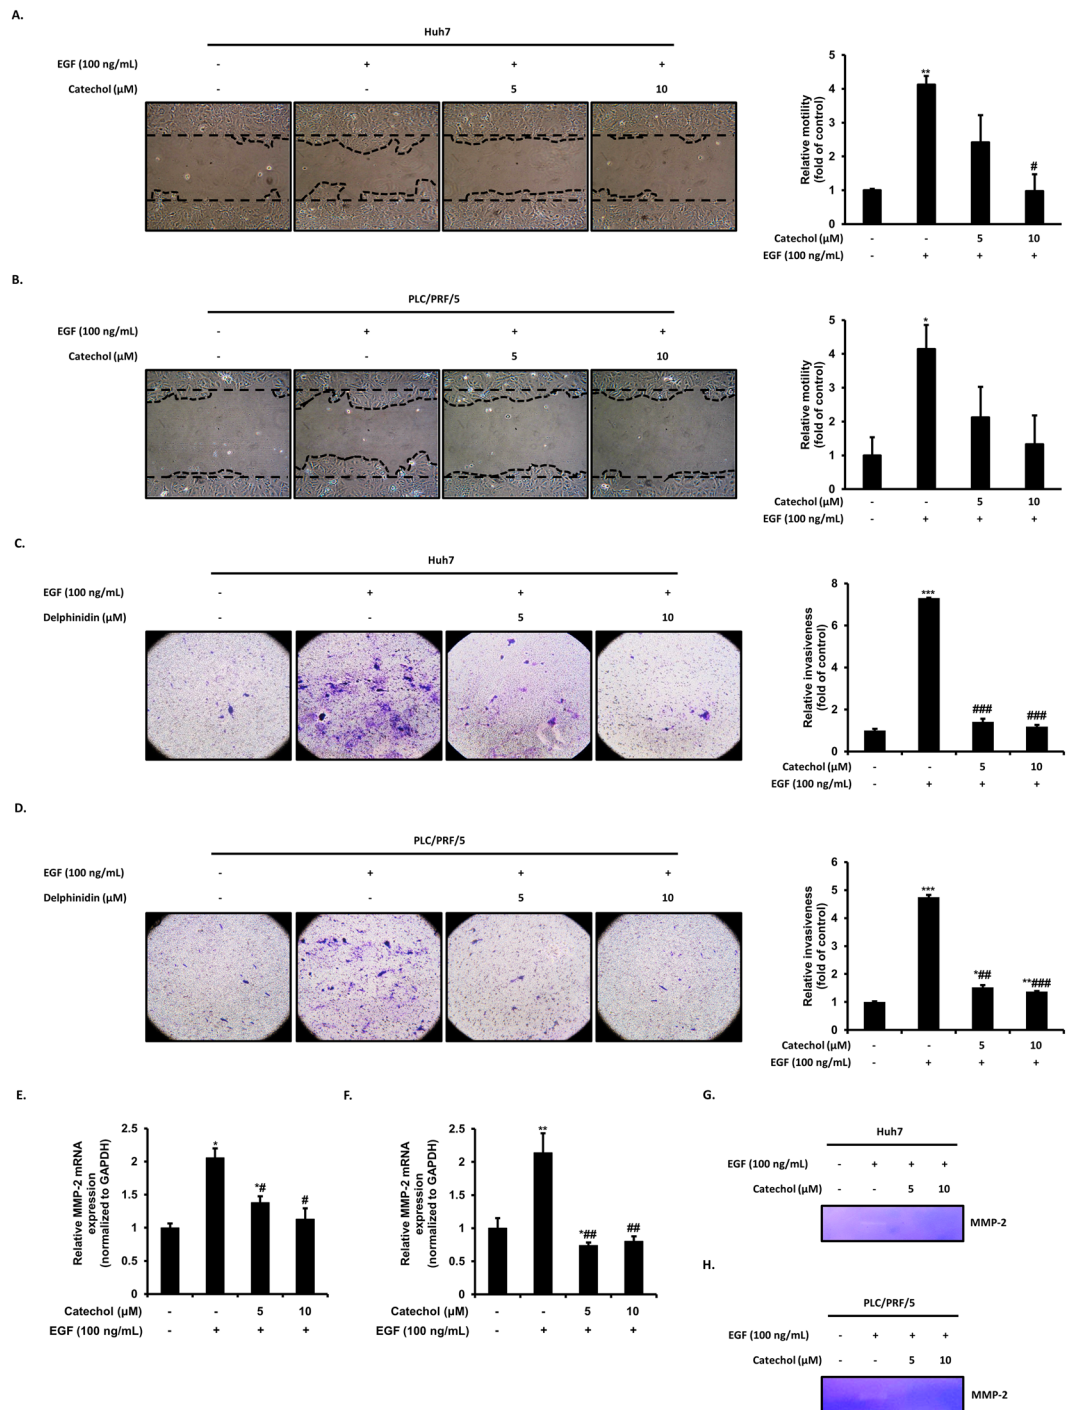 A.
Huh7
EGF (100 ng/mL) - + + +
Catechol (µM) - - 5 10
Relative motility
(fold of control)
5
4
3
2
1
0
**
#
Catechol (µM) - - 5 10
EGF (100 ng/mL) - + + +
B.
PLC/PRF/5
EGF (100 ng/mL) - + + +
Catechol (µM) - - 5 10
Relative motility
(fold of control)
5
4
3
2
1
0
*
Catechol (µM) - - 5 10
EGF (100 ng/mL) - + + +
C.
Huh7
EGF (100 ng/mL) - + + +
Delphinidin (µM) - - 5 10
Relative invasiveness
(fold of control)
8
6
4
2
0
***
###
###
Catechol (µM) - - 5 10
EGF (100 ng/mL) - + + +
D.
PLC/PRF/5
EGF (100 ng/mL) - + + +
Delphinidin (µM) - - 5 10
Relative invasiveness
(fold of control)
6
5
4
3
2
1
0
***
*##
**###
Catechol (µM) - - 5 10
EGF (100 ng/mL) - + + +
E.
Relative MMP-2 mRNA
expression
(normalized to GAPDH)
2.5
2
1.5
1
0.5
0
*
*#
#
Catechol (µM) - - 5 10
EGF (100 ng/mL) - + + +
F.
Relative MMP-2 mRNA
expression
(normalized to GAPDH)
2.5
2
1.5
1
0.5
0
**
*##
##
Catechol (µM) - - 5 10
EGF (100 ng/mL) - + + +
G.
Huh7
EGF (100 ng/mL) - + + +
Catechol (µM) - - 5 10
MMP-2
H.
PLC/PRF/5
EGF (100 ng/mL) - + + +
Catechol (µM) - - 5 10
MMP-2